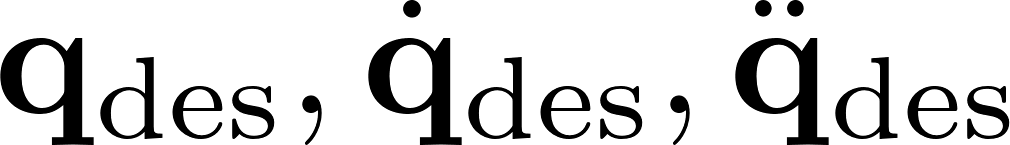 𝐪_des, 𝐪̇_des, 𝐪̈_des